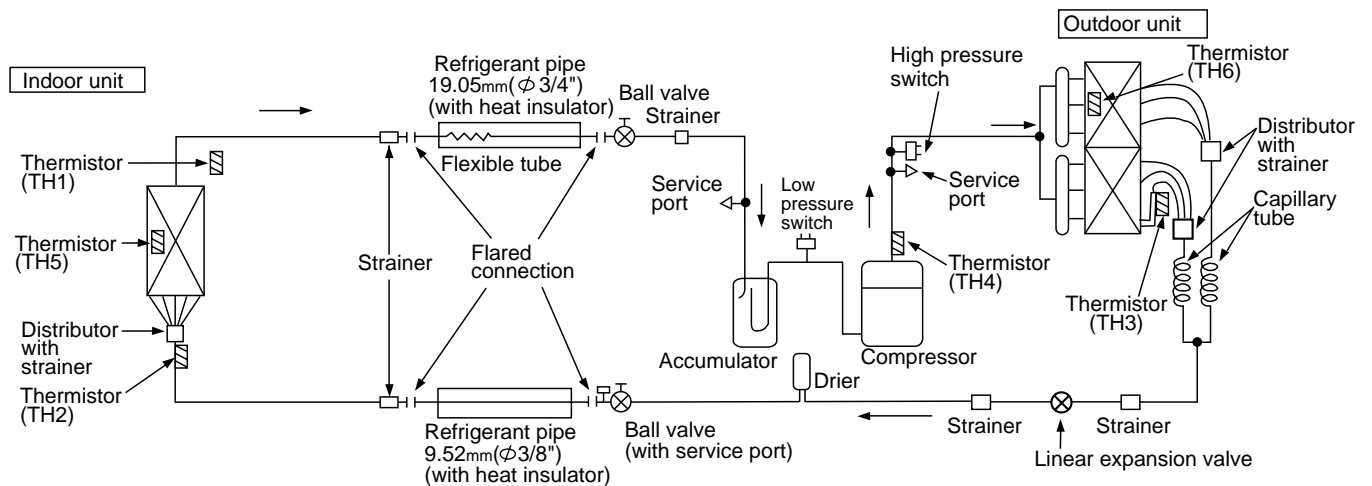 Indoor unit
Outdoor unit
Refrigerant pipe
19.05mm(Φ3/4")
(with heat insulator)
Flexible tube
Ball valve
Strainer
High pressure
switch
Thermistor
(TH6)
Thermistor
(TH1)
Thermistor
(TH5)
Distributor
with
strainer
Thermistor
(TH2)
Strainer
Flared
connection
Service
port
Low
pressure
switch
Service
port
Thermistor
(TH4)
Distributor
with
strainer
Capillary
tube
Thermistor
(TH3)
Accumulator
Compressor
Drier
Refrigerant pipe
9.52mm(Φ3/8")
(with heat insulator)
Ball valve
(with service port)
Strainer
Strainer
Linear expansion valve